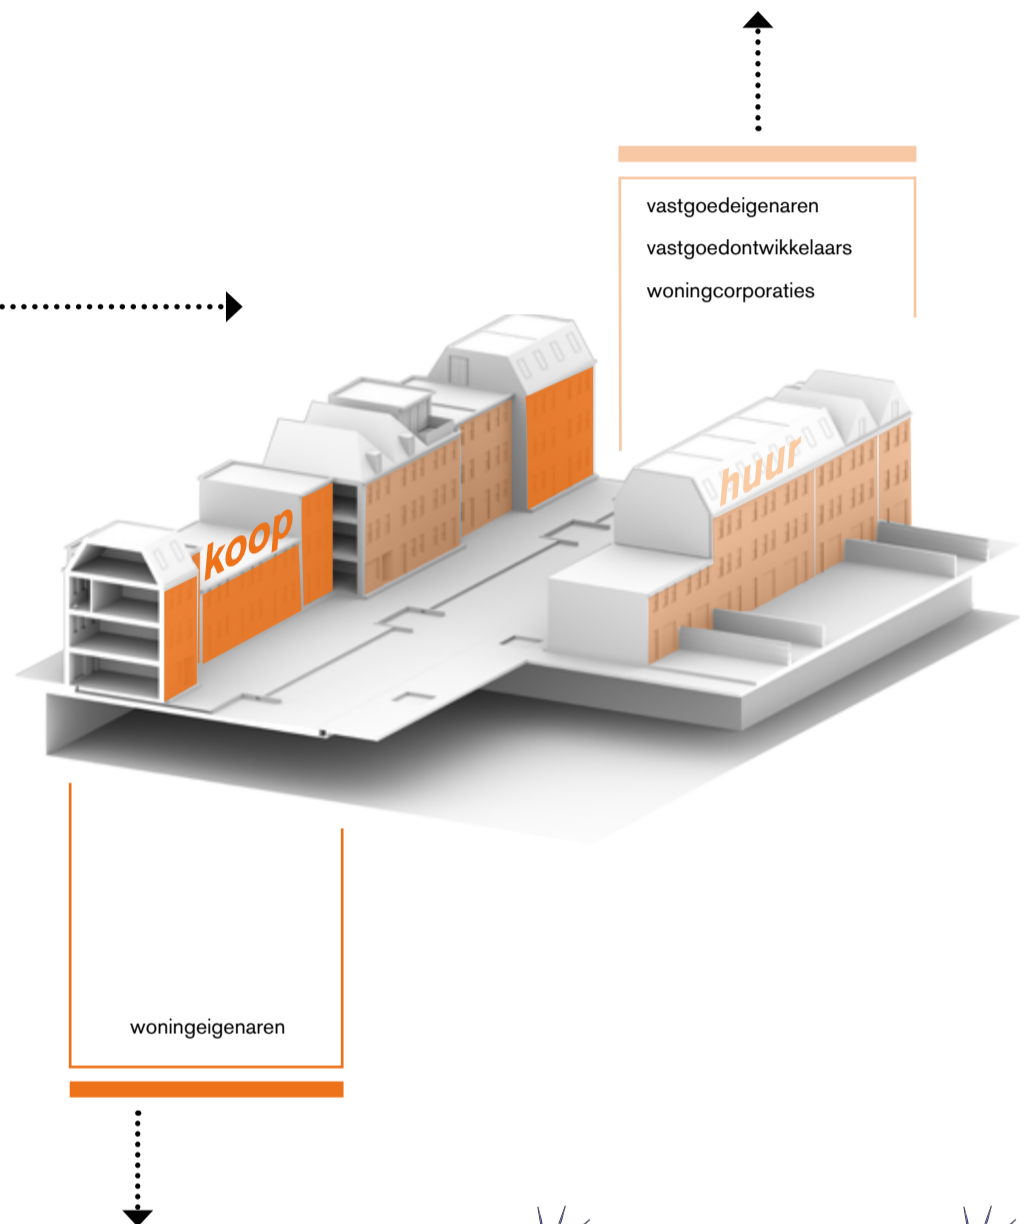 vastgoedeigenaren
vastgoedontwikkelaars
woningcorporaties
huur
koop
woningeigenaren